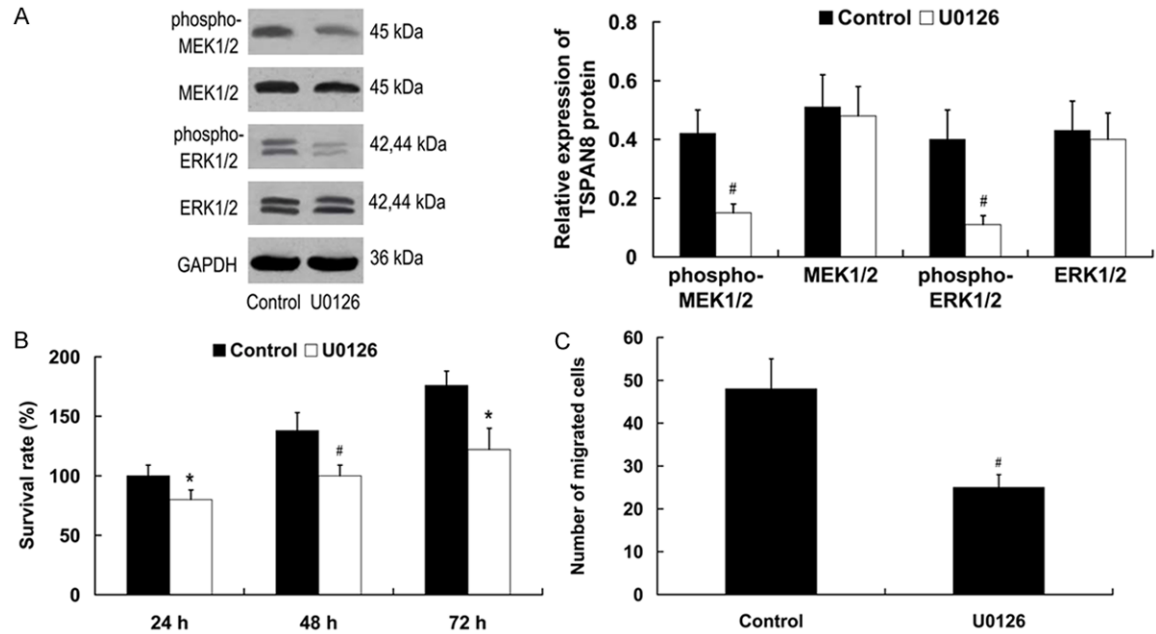 A
phospho-
MEK1/2
45 kDa
MEK1/2
45 kDa
phospho-
ERK1/2
42,44 kDa
ERK1/2
42,44 kDa
GAPDH
36 kDa
Control U0126
Control U0126
Relative expression of
TSPAN8 protein
0.8
0.6
0.4
0.2
0
#
#
phospho-
MEK1/2
MEK1/2
phospho-
ERK1/2
ERK1/2
B
Control U0126
Survival rate (%)
200
150
100
50
0
*
#
*
24 h
48 h
72 h
C
Number of migrated cells
60
50
40
30
20
10
0
#
Control
U0126